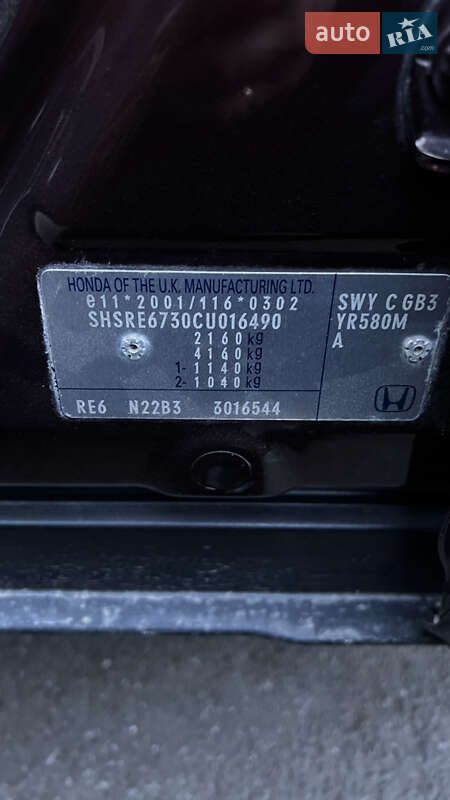 auto RIA
.com
HONDA OF THE U.K. MANUFACTURING LTD.
e11*2001/116*0302
SHSRE6730CU016490
2160 kg
4160 kg
1- 1140 kg
2- 1040 kg
RE6 N22B3 3016544
SWY C GB3
YR580M
A